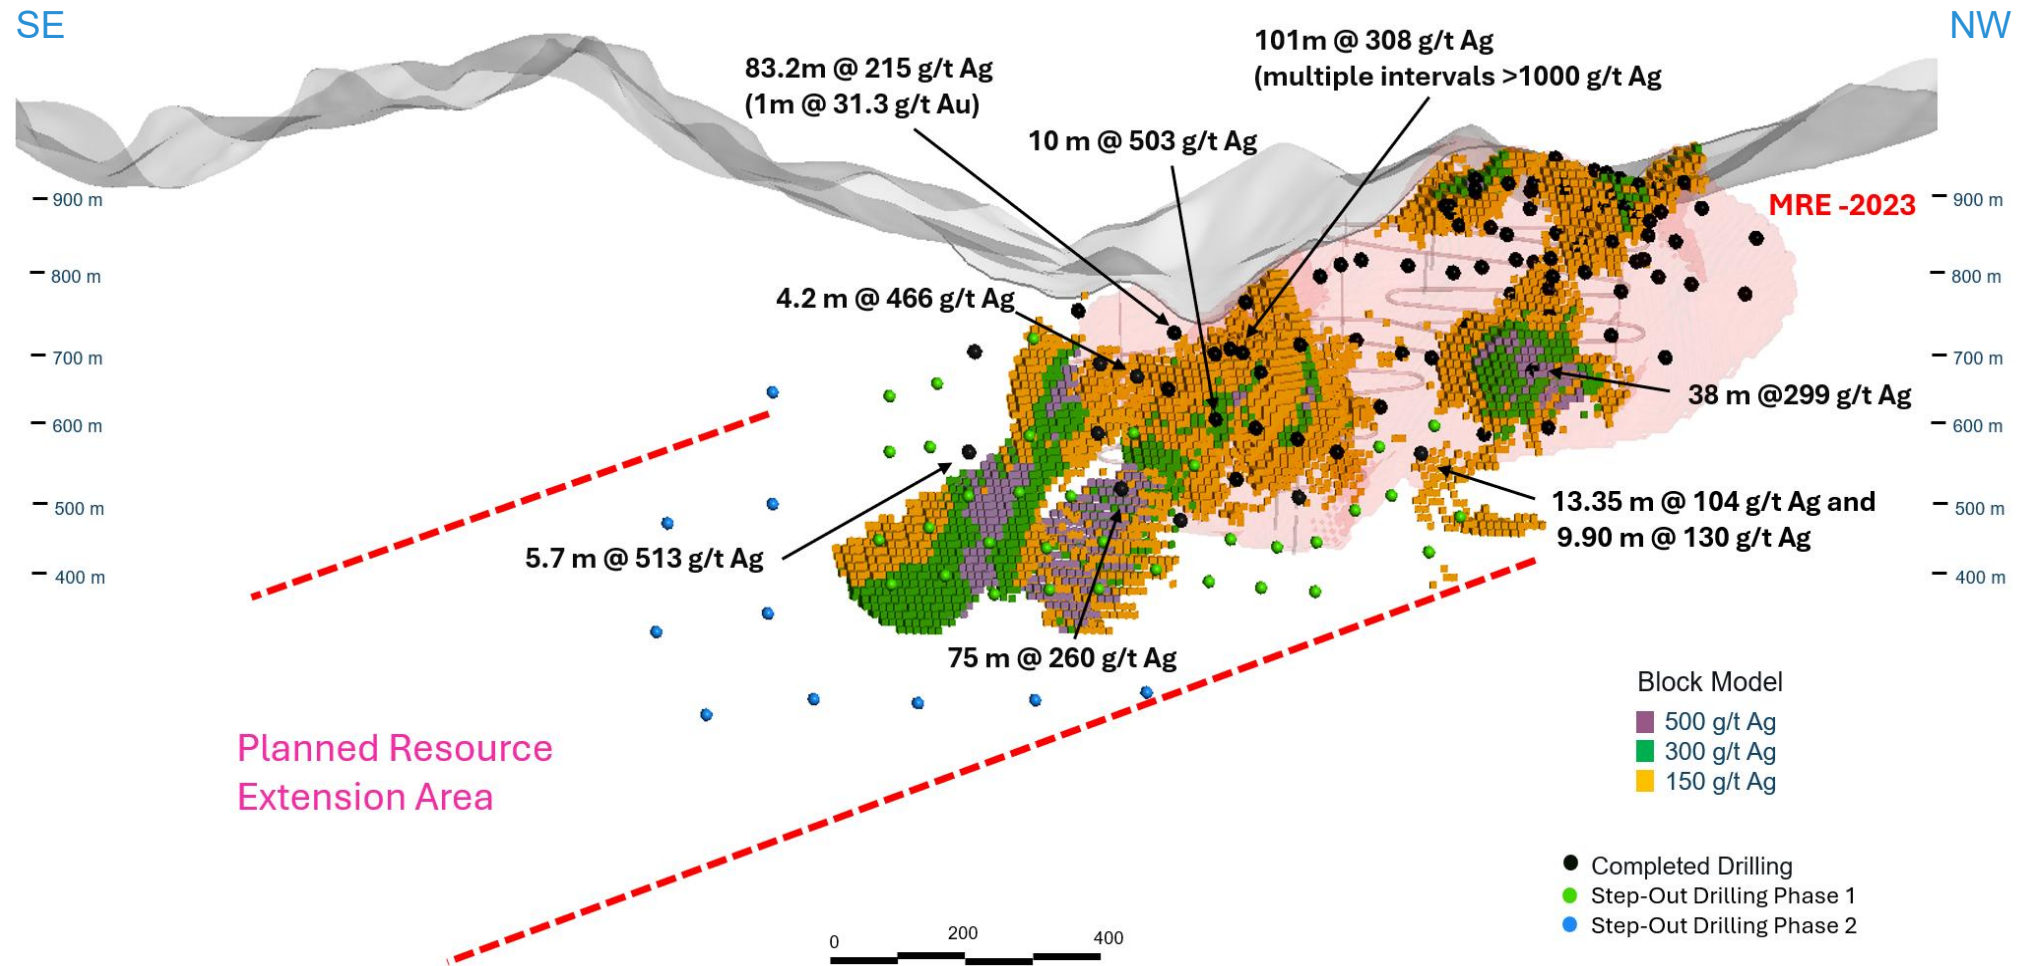 SE
NW
83.2m @ 215 g/t Ag
(1m @ 31.3 g/t Au)
101m @ 308 g/t Ag
(multiple intervals >1000 g/t Ag
10 m @ 503 g/t Ag
MRE -2023
900 m
900 m
800 m
800 m
4.2 m @ 466 g/t Ag
700 m
700 m
38 m @299 g/t Ag
600 m
600 m
500 m
500 m
13.35 m @ 104 g/t Ag and
9.90 m @ 130 g/t Ag
5.7 m @ 513 g/t Ag
400 m
400 m
75 m @ 260 g/t Ag
Planned Resource
Extension Area
Block Model
500 g/t Ag
300 g/t Ag
150 g/t Ag
Completed Drilling
Step-Out Drilling Phase 1
Step-Out Drilling Phase 2
0 200 400